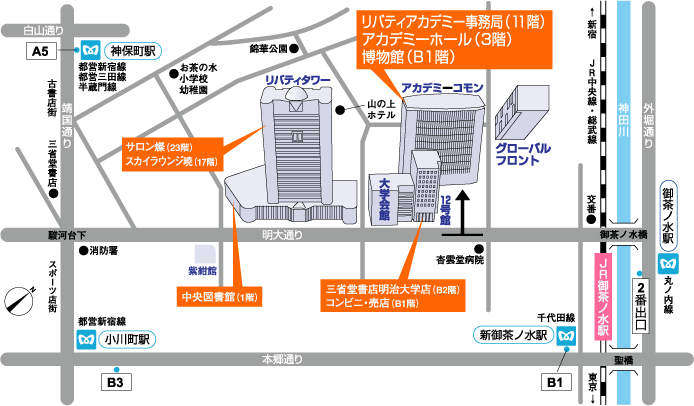 白山通り
A5
神保町駅
都営新宿線
都営三田線
半蔵門線
古書店街
靖国通り
三省堂書店
お茶の水
小学校
幼稚園
錦華公園
リバティタワー
山の上
ホテル
リバティアカデミー事務局(11階)
アカデミーホール(3階)
博物館(B1階)
アカデミーコモン
グローバル
フロント
サロン燦(23階)
スカイラウンジ暁(17階)
大学会館
12号館
←新宿
JR中央線・総武線
神田川
外堀通り
交番
御茶ノ水橋
御茶ノ水駅
丸ノ内線
駿河台下
明大通り
消防署
紫紺館
中央図書館(1階)
三省堂書店明治大学店(B2階)
コンビニ・売店(B1階)
杏雲堂病院
JR御茶ノ水駅
2番出口
スポーツ店街
N
都営新宿線
小川町駅
B3
本郷通り
千代田線
新御茶ノ水駅
B1
聖橋
東京→